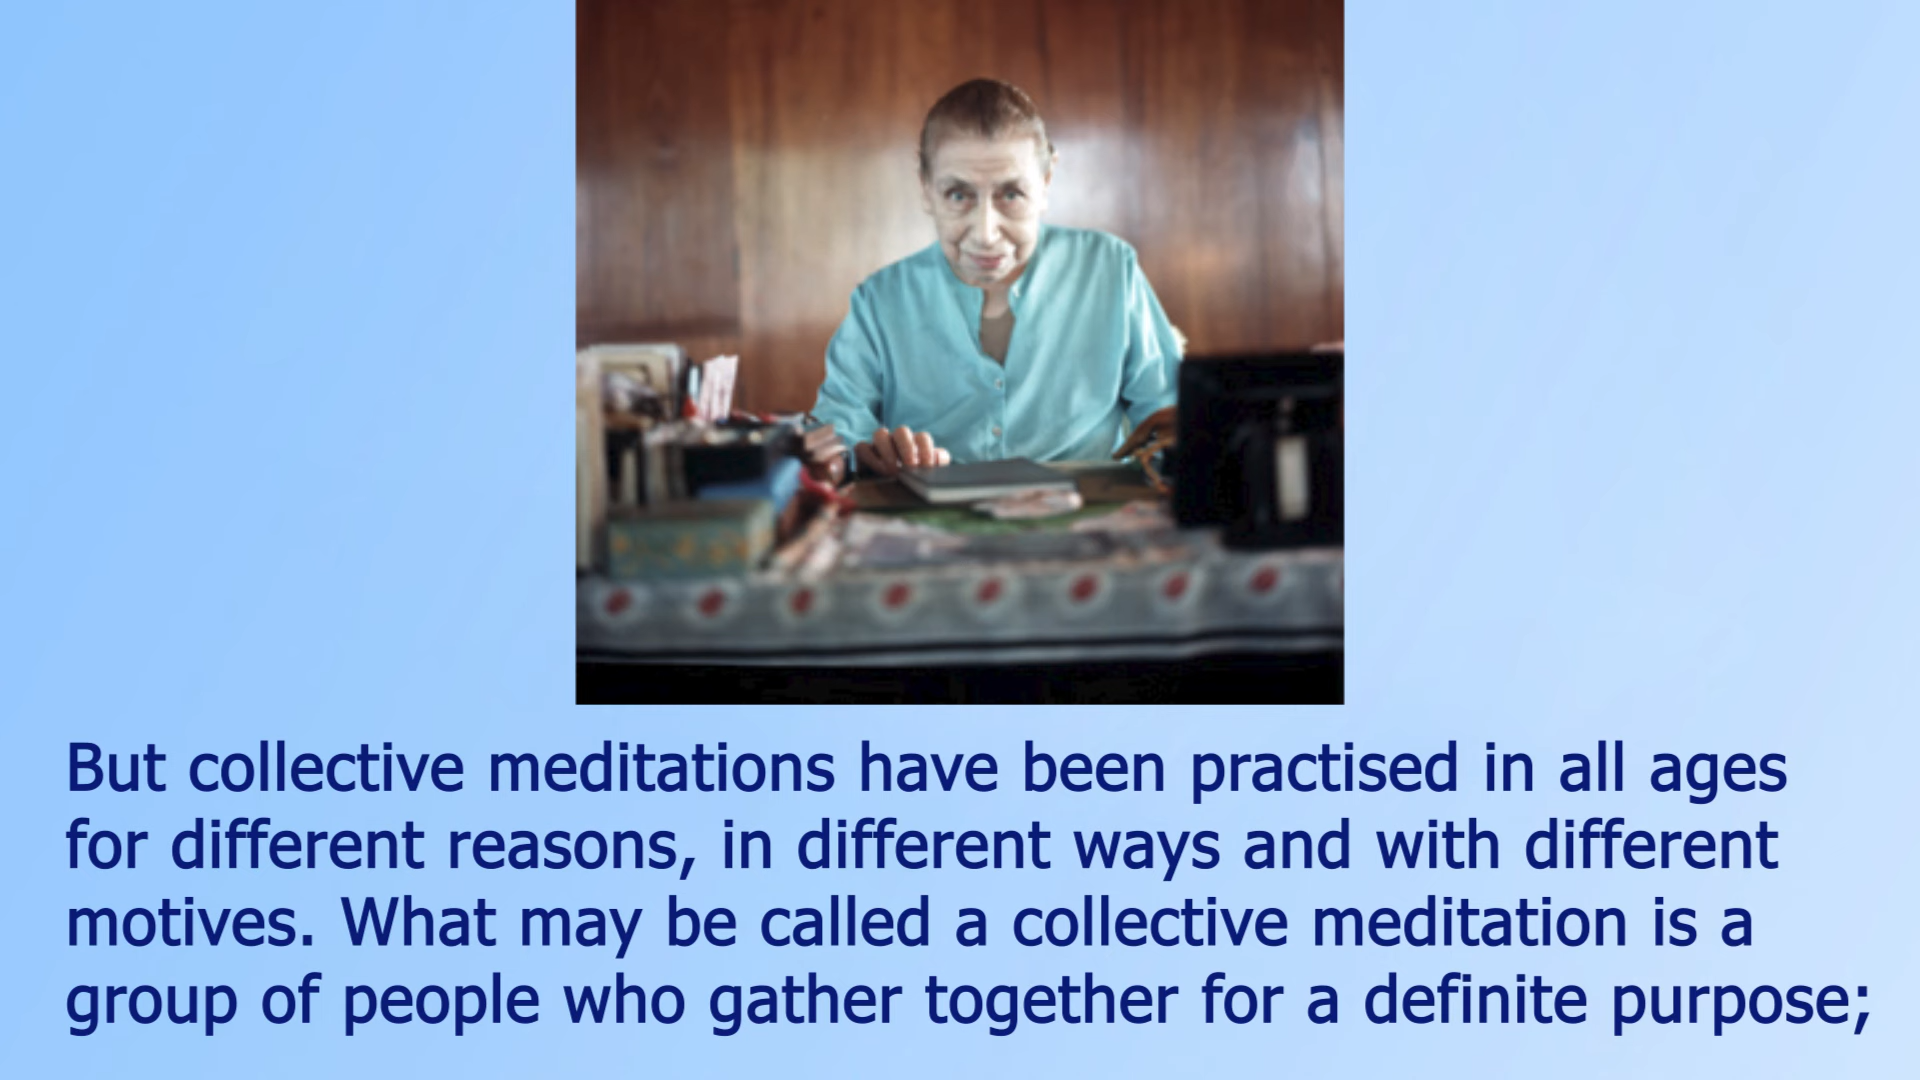 But collective meditations have been practised in all ages
for different reasons, in different ways and with different
motives. What may be called a collective meditation is a
group of people who gather together for a definite purpose;